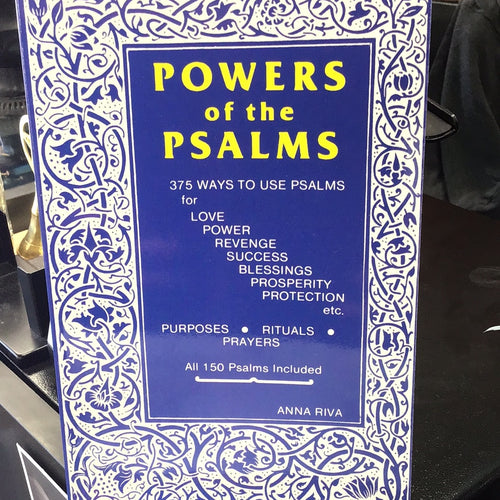 POWERS
of the
PSALMS
375 WAYS TO USE PSALMS
for
LOVE
POWER
REVENGE
SUCCESS
BLESSINGS
PROSPERITY
PROTECTION
etc.
PURPOSES • RITUALS •
PRAYERS
All 150 Psalms Included
ANNA RIVA